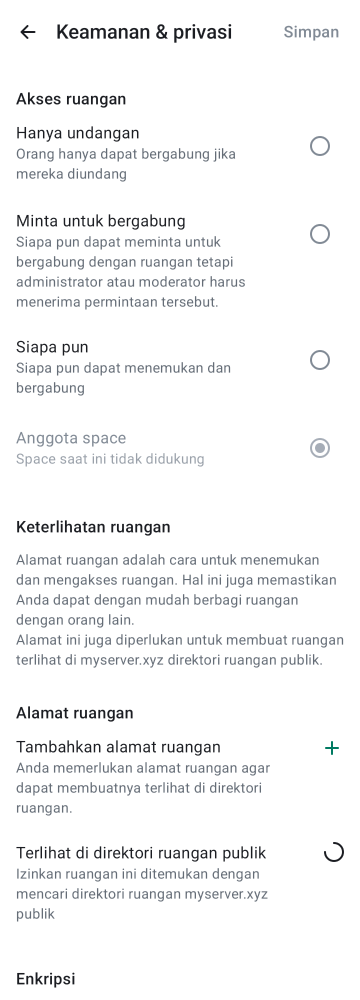 Keamanan & privasi
Simpan
Akses ruangan
Hanya undangan
Orang hanya dapat bergabung jika
mereka diundang
Minta untuk bergabung
Siapa pun dapat meminta untuk
bergabung dengan ruangan tetapi
administrator atau moderator harus
menerima permintaan tersebut.
Siapa pun
Siapa pun dapat menemukan dan
bergabung
Anggota space
Space saat ini tidak didukung
Keterlihatan ruangan
Alamat ruangan adalah cara untuk menemukan
dan mengakses ruangan. Hal ini juga memastikan
Anda dapat dengan mudah berbagi ruangan
dengan orang lain.
Alamat ini juga diperlukan untuk membuat ruangan
terlihat di myserver.xyz direktori ruangan publik.
Alamat ruangan
Tambahkan alamat ruangan
Anda memerlukan alamat ruangan agar
dapat membuatnya terlihat di direktori
ruangan.
Terlihat di direktori ruangan publik
Izinkan ruangan ini ditemukan dengan
mencari direktori ruangan myserver.xyz
publik
Enkripsi